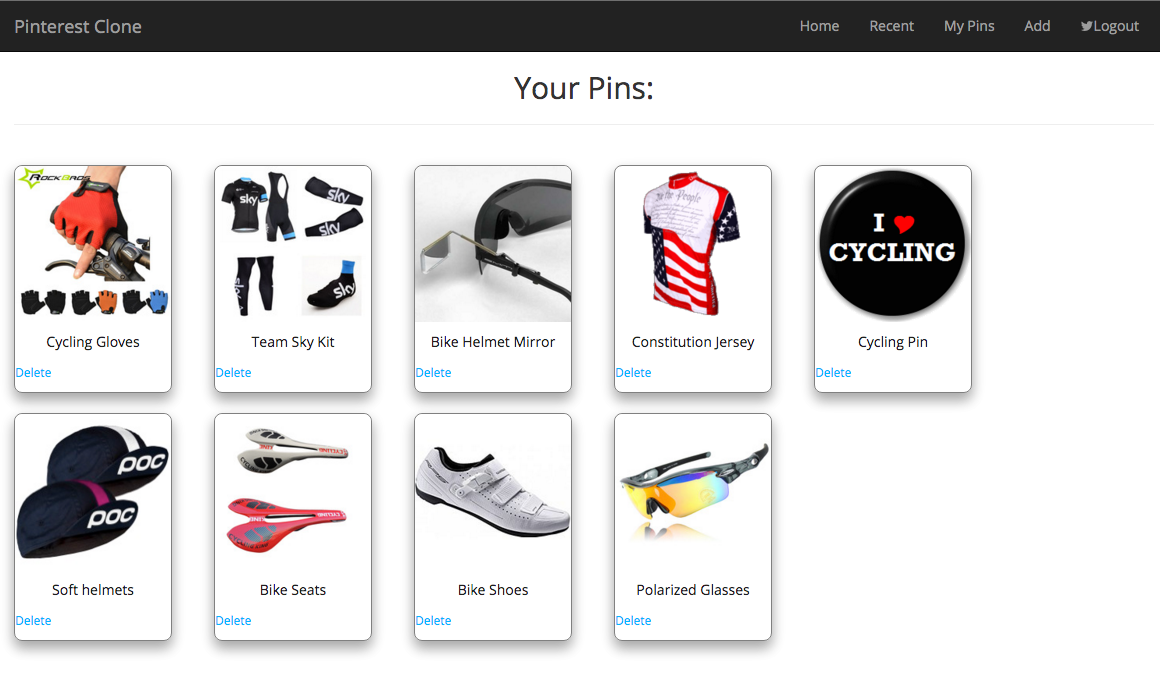 Pinterest Clone
Home Recent My Pins Add Logout
Your Pins:
ROCKBROS
sky
sky
sky
sky
We the People
I
CYCLING
Cycling Gloves
Team Sky Kit
Bike Helmet Mirror
Constitution Jersey
Cycling Pin
Delete
Delete
Delete
Delete
Delete
POC
POC
Soft helmets
Bike Seats
Bike Shoes
Polarized Glasses
Delete
Delete
Delete
Delete